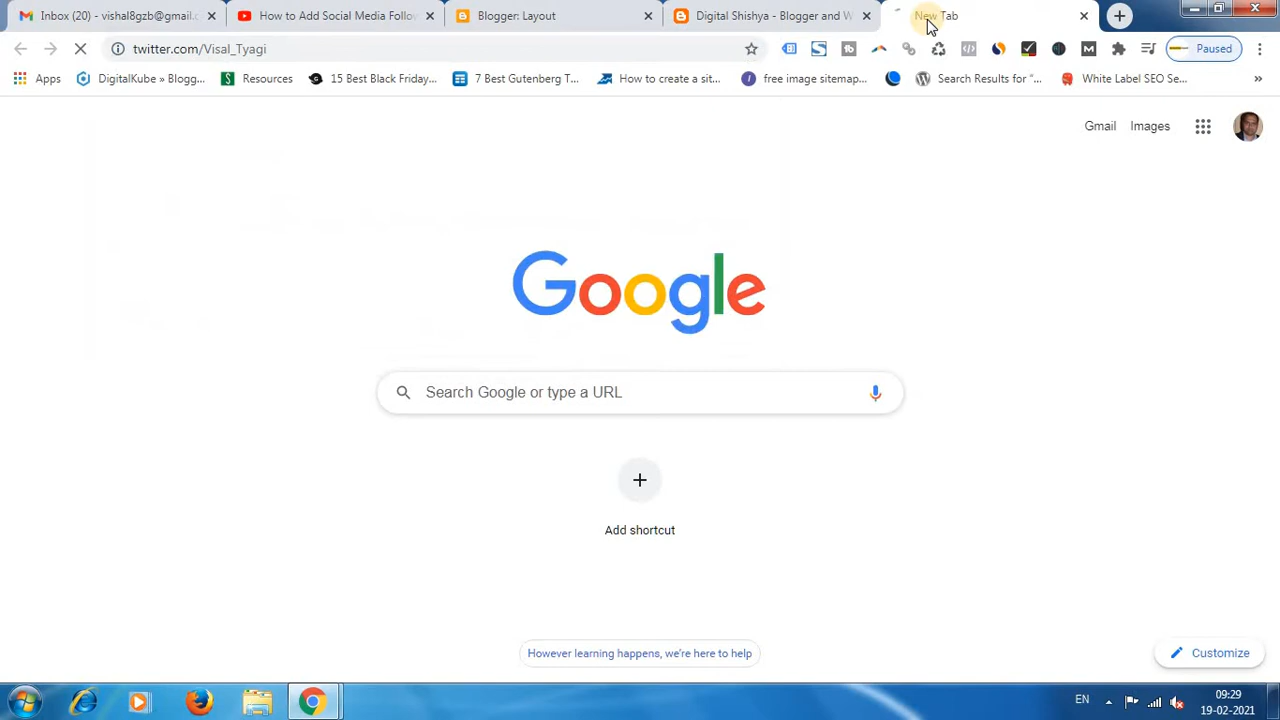 Inbox (20) - vishal8gzb@gmail
How to Add Social Media Foll
Blogger: Layout
Digital Shishya - Blogger and W
New Tab
twitter.com/Visal_Tyagi
Paused
Apps
DigitalKube » Blogg...
Resources
15 Best Black Friday...
7 Best Gutenberg T...
How to create a sit...
free image sitemap...
Search Results for “...
White Label SEO Se...
Gmail
Images
Google
Search Google or type a URL
Add shortcut
However learning happens, we're here to help
Customize
EN
09:29
19-02-2021